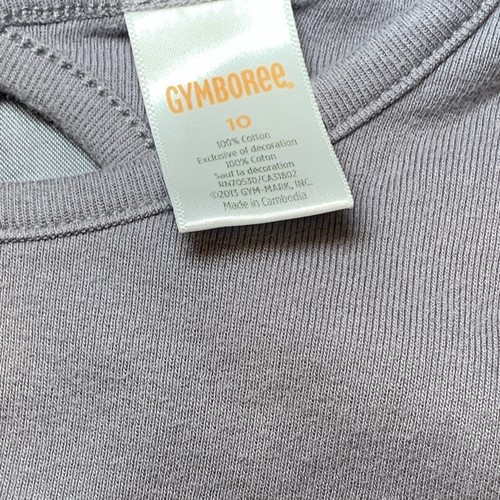 GYMBOREE
10
100% Cotton
Exclusive of decoration
100% Coton
Sauf la décoration
RN70530/CA31802
©2013 GYM-MARK, INC.
Made in Cambodia